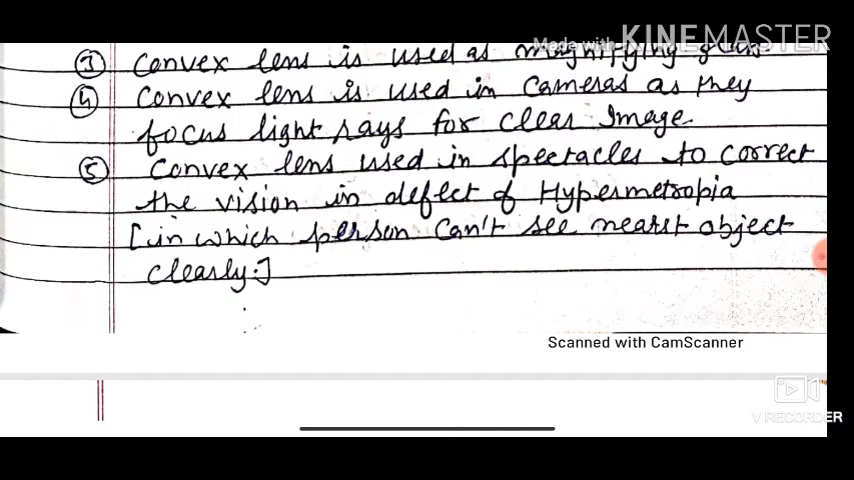 Made with KINEMASTER
③ Convex lens is used as magnifying glass
④ Convex lens is used in Cameras as they
focus light rays for Clear Image
⑤ Convex lens used in spectacles to correct
the vision in defect of Hypermetropia
[in which person Can't see nearst object
clearly.]
Scanned with CamScanner
V RECORDER